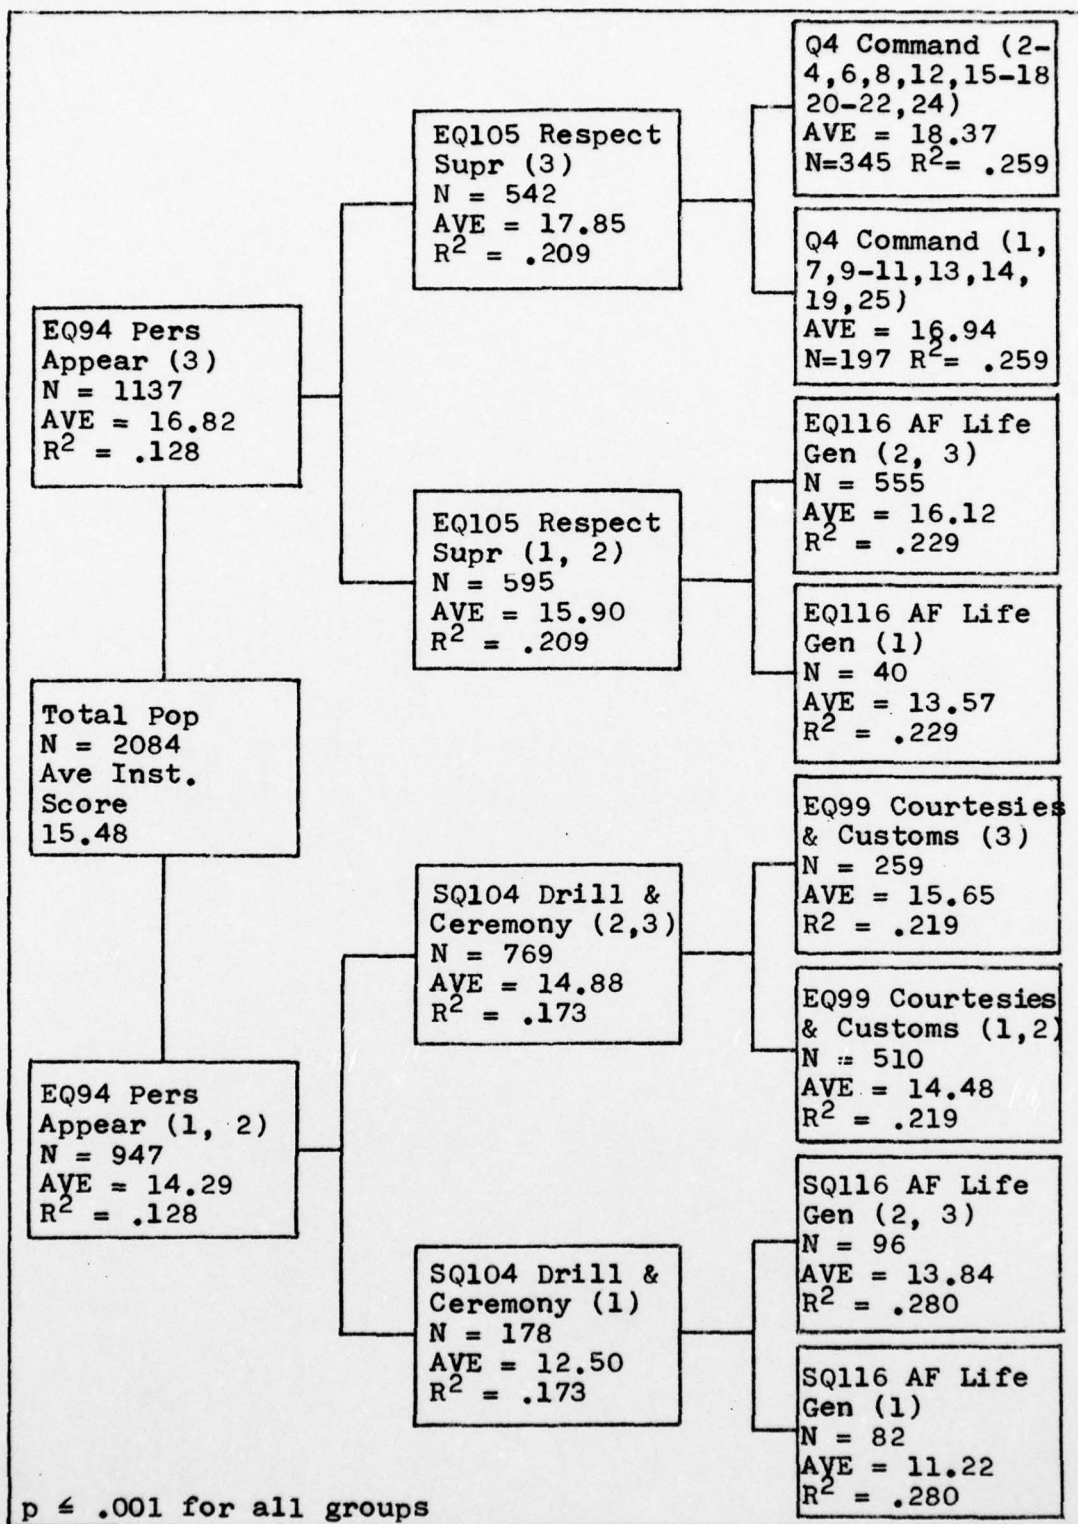 Q4 Command (2-
4,6,8,12,15-18
20-22,24)
AVE = 18.37
N=345 R2= .259
EQ105 Respect
Supr (3)
N = 542
AVE = 17.85
R2 = .209
Q4 Command (1,
7,9-11,13,14,
19,25)
AVE = 16.94
N=197 R2= .259
EQ94 Pers
Appear (3)
N = 1137
AVE = 16.82
R2 = .128
EQ116 AF Life
Gen (2, 3)
N = 555
AVE = 16.12
R2 = .229
EQ105 Respect
Supr (1, 2)
N = 595
AVE = 15.90
R2 = .209
EQ116 AF Life
Gen (1)
N = 40
AVE = 13.57
R2 = .229
Total Pop
N = 2084
Ave Inst.
Score
15.48
EQ99 Courtesies
& Customs (3)
N = 259
AVE = 15.65
R2 = .219
SQ104 Drill &
Ceremony (2,3)
N = 769
AVE = 14.88
R2 = .173
EQ99 Courtesies
& Customs (1,2)
N = 510
AVE = 14.48
R2 = .219
EQ94 Pers
Appear (1, 2)
N = 947
AVE = 14.29
R2 = .128
SQ116 AF Life
Gen (2, 3)
N = 96
AVE = 13.84
R2 = .280
SQ104 Drill &
Ceremony (1)
N = 178
AVE = 12.50
R2 = .173
SQ116 AF Life
Gen (1)
N = 82
AVE = 11.22
R2 = .280
p ≤ .001 for all groups